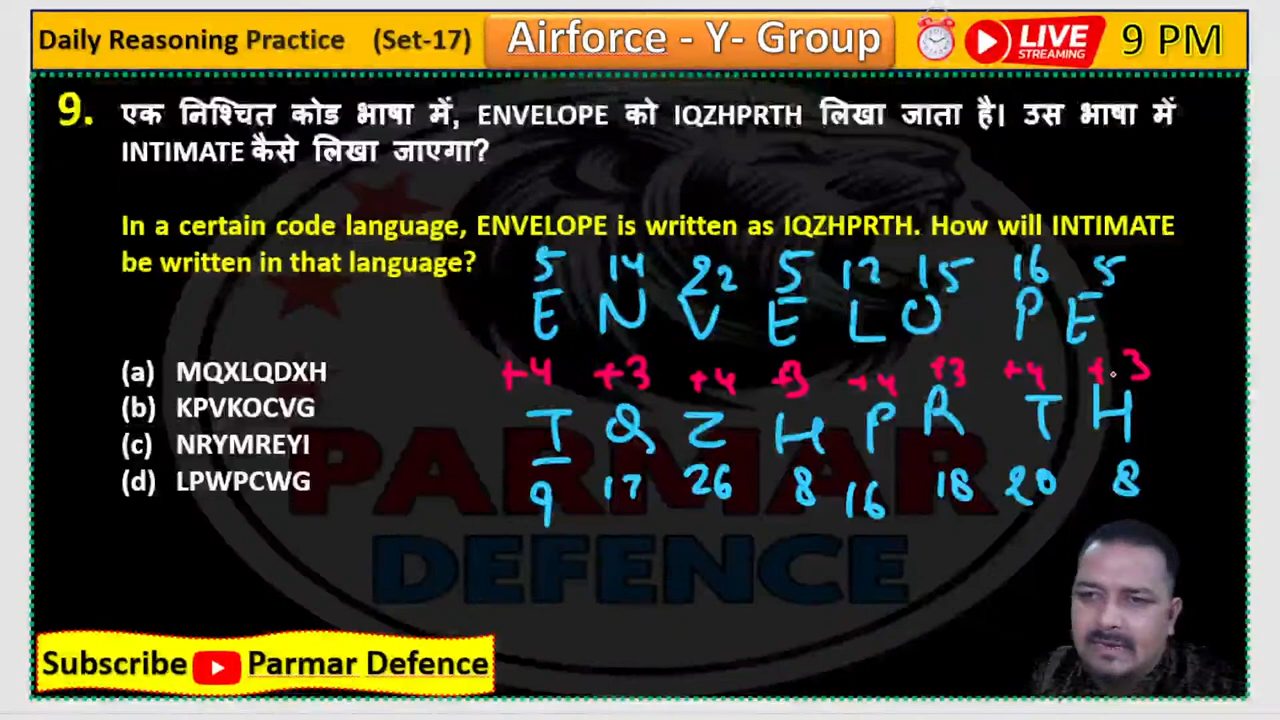 Daily Reasoning Practice (Set-17) Airforce - Y- Group LIVE STREAMING 9 PM
9. एक निश्चित कोड भाषा में, ENVELOPE को IQZHPRTH लिखा जाता है। उस भाषा में
INTIMATE कैसे लिखा जाएगा?
In a certain code language, ENVELOPE is written as IQZHPRTH. How will INTIMATE
be written in that language?
5 14 22 5 12 15 16 5
E N V E L O P E
(a) MQXLQDXH
+4 +3 +4 +3 +4 +3 +4 +3
(b) KPVKOCVG
I Q Z H P R T H
(c) NRYMREYI
(d) LPWPCWG
9 17 26 8 16 18 20 8
PARMAR
DEFENCE
Subscribe Parmar Defence